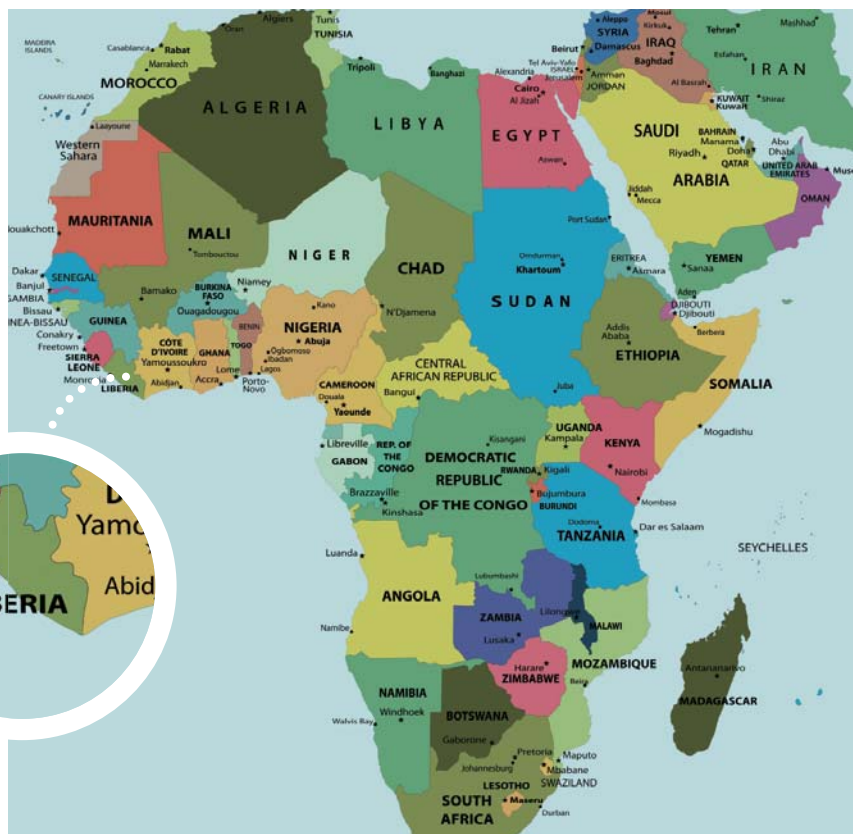 MADEIRA
ISLANDS
Casablanca
Rabat
Marrakech
MOROCCO
CANARY ISLANDS
Laayoune
Western
Sahara
Oran
Algiers
ALGERIA
Tunis
TUNISIA
Tripoli
Banghazi
LIBYA
Alexandria
Cairo
Al Jizah
EGYPT
Aswen
Aleppo
SYRIA
Beirut
Damascus
Tel Aviv-Yafo
ISRAEL
Jerusalem
Amman
JORDAN
Mosul
Kirkuk
IRAQ
Baghdad
Al Basrah
KUWAIT
Kuwait
Tehran
Mashhad
Esfahan
IRAN
Shiraz
SAUDI
ARABIA
Riyadh
Jiddah
Mecca
BAHRAIN
Manama
Doha
QATAR
Abu
Dhabi
UNITED ARAB
EMIRATES
Mus
OMAN
YEMEN
Sanaa
Aden
MAURITANIA
ouakchott
MALI
Tombouctou
Bamako
NIGER
Niamey
CHAD
N'Djamena
Port Sudan
Omdurman
Khartoum
SUDAN
Juba
ERITREA
Akmara
DJIBOUTI
Djibouti
Berbera
Addis
Ababa
ETHIOPIA
SOMALIA
Mogadishu
Dakar
SENEGAL
Banjul
GAMBIA
Bissau
INEA-BISSAU
GUINEA
Conakry
Freetown
SIERRA
LEONE
Monrovia
LIBERIA
CÔTE
D'IVOIRE
Yamoussoukro
Abidjan
BURKINA
FASO
Ouagadougou
GHANA
Accra
TOGO
Lome
BENIN
Porto-
Novo
Kano
NIGERIA
Abuja
Ogbomoso
Ibadan
Lagos
CAMEROON
Douala
Yaounde
CENTRAL
AFRICAN REPUBLIC
Bangui
Libreville
GABON
REP. OF
THE
CONGO
Brazzaville
Kinshasa
Kisangani
DEMOCRATIC
REPUBLIC
OF THE CONGO
Lubumbashi
UGANDA
Kampala
KENYA
Nairobi
Mombasa
RWANDA
Kigali
Bujumbura
BURUNDI
Dodoma
TANZANIA
Dar es Salaam
SEYCHELLES
Luanda
ANGOLA
Namibe
ZAMBIA
Lusaka
Lilongwe
MALAWI
MOZAMBIQUE
Beira
Harare
ZIMBABWE
Antananarivo
MADAGASCAR
NAMIBIA
Windhoek
Walvis Bay
BOTSWANA
Gaborone
Pretoria
Johannesburg
Maputo
Mbabane
SWAZILAND
LESOTHO
Maseru
SOUTH
AFRICA
Durban
D
Yamo
Abid
BERIA